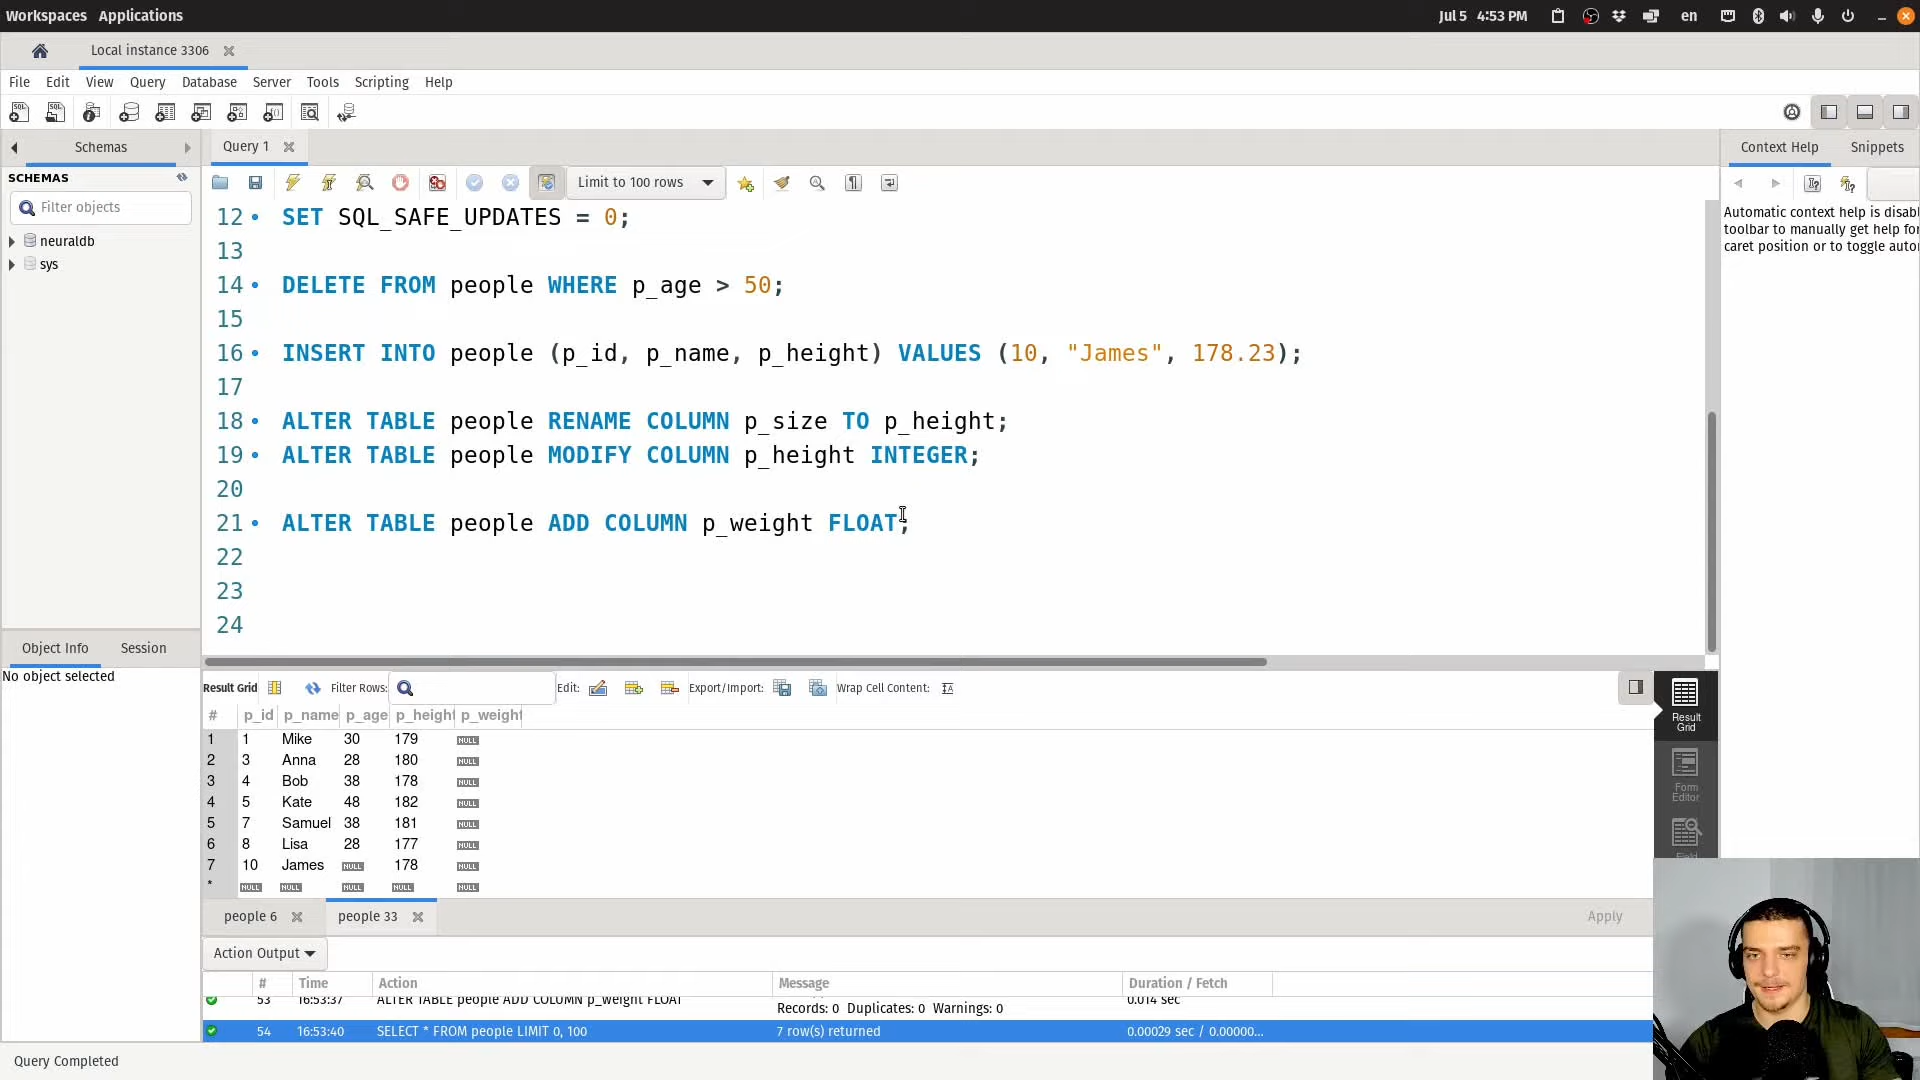 Workspaces Applications Jul 5 4:53 PM en
Local instance 3306
File Edit View Query Database Server Tools Scripting Help
Schemas
SCHEMAS
Filter objects
neuraldb
sys
Object Info Session
No object selected
Query 1
Limit to 100 rows
12 SET SQL_SAFE_UPDATES = 0;
13
14 DELETE FROM people WHERE p_age > 50;
15
16 INSERT INTO people (p_id, p_name, p_height) VALUES (10, "James", 178.23);
17
18 ALTER TABLE people RENAME COLUMN p_size TO p_height;
19 ALTER TABLE people MODIFY COLUMN p_height INTEGER;
20
21 ALTER TABLE people ADD COLUMN p_weight FLOAT;
22
23
24
Context Help Snippets
Automatic context help is disabl
toolbar to manually get help for
caret position or to toggle auto
Result Grid Filter Rows: Edit: Export/Import: Wrap Cell Content:
# p_id p_name p_age p_height p_weight
1 1 Mike 30 179 NULL
2 3 Anna 28 180 NULL
3 4 Bob 38 178 NULL
4 5 Kate 48 182 NULL
5 7 Samuel 38 181 NULL
6 8 Lisa 28 177 NULL
7 10 James NULL 178 NULL
* NULL NULL NULL NULL NULL
Result
Grid
Form
Editor
people 6 people 33 Apply
Action Output
# Time Action Message Duration / Fetch
53 16:53:37 ALTER TABLE people ADD COLUMN p_weight FLOAT 0.014 sec
Records: 0 Duplicates: 0 Warnings: 0
54 16:53:40 SELECT * FROM people LIMIT 0, 100 7 row(s) returned 0.00029 sec / 0.00000...
Query Completed